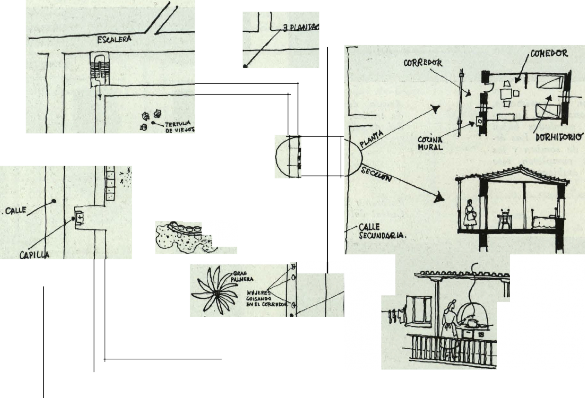 ESCALERA
3 PLANTAS
COMEDOR
CORREDOR
TERTULIA
DE VIEJOS
COCINA
MURAL
DORMITORIO
PLANTA
SECCION
. CALLE
CAPILLA
CALLE
SECUNDARIA.
GRAN
PALMERA
MUJERES
GUISANDO
EN EL CORREDOR